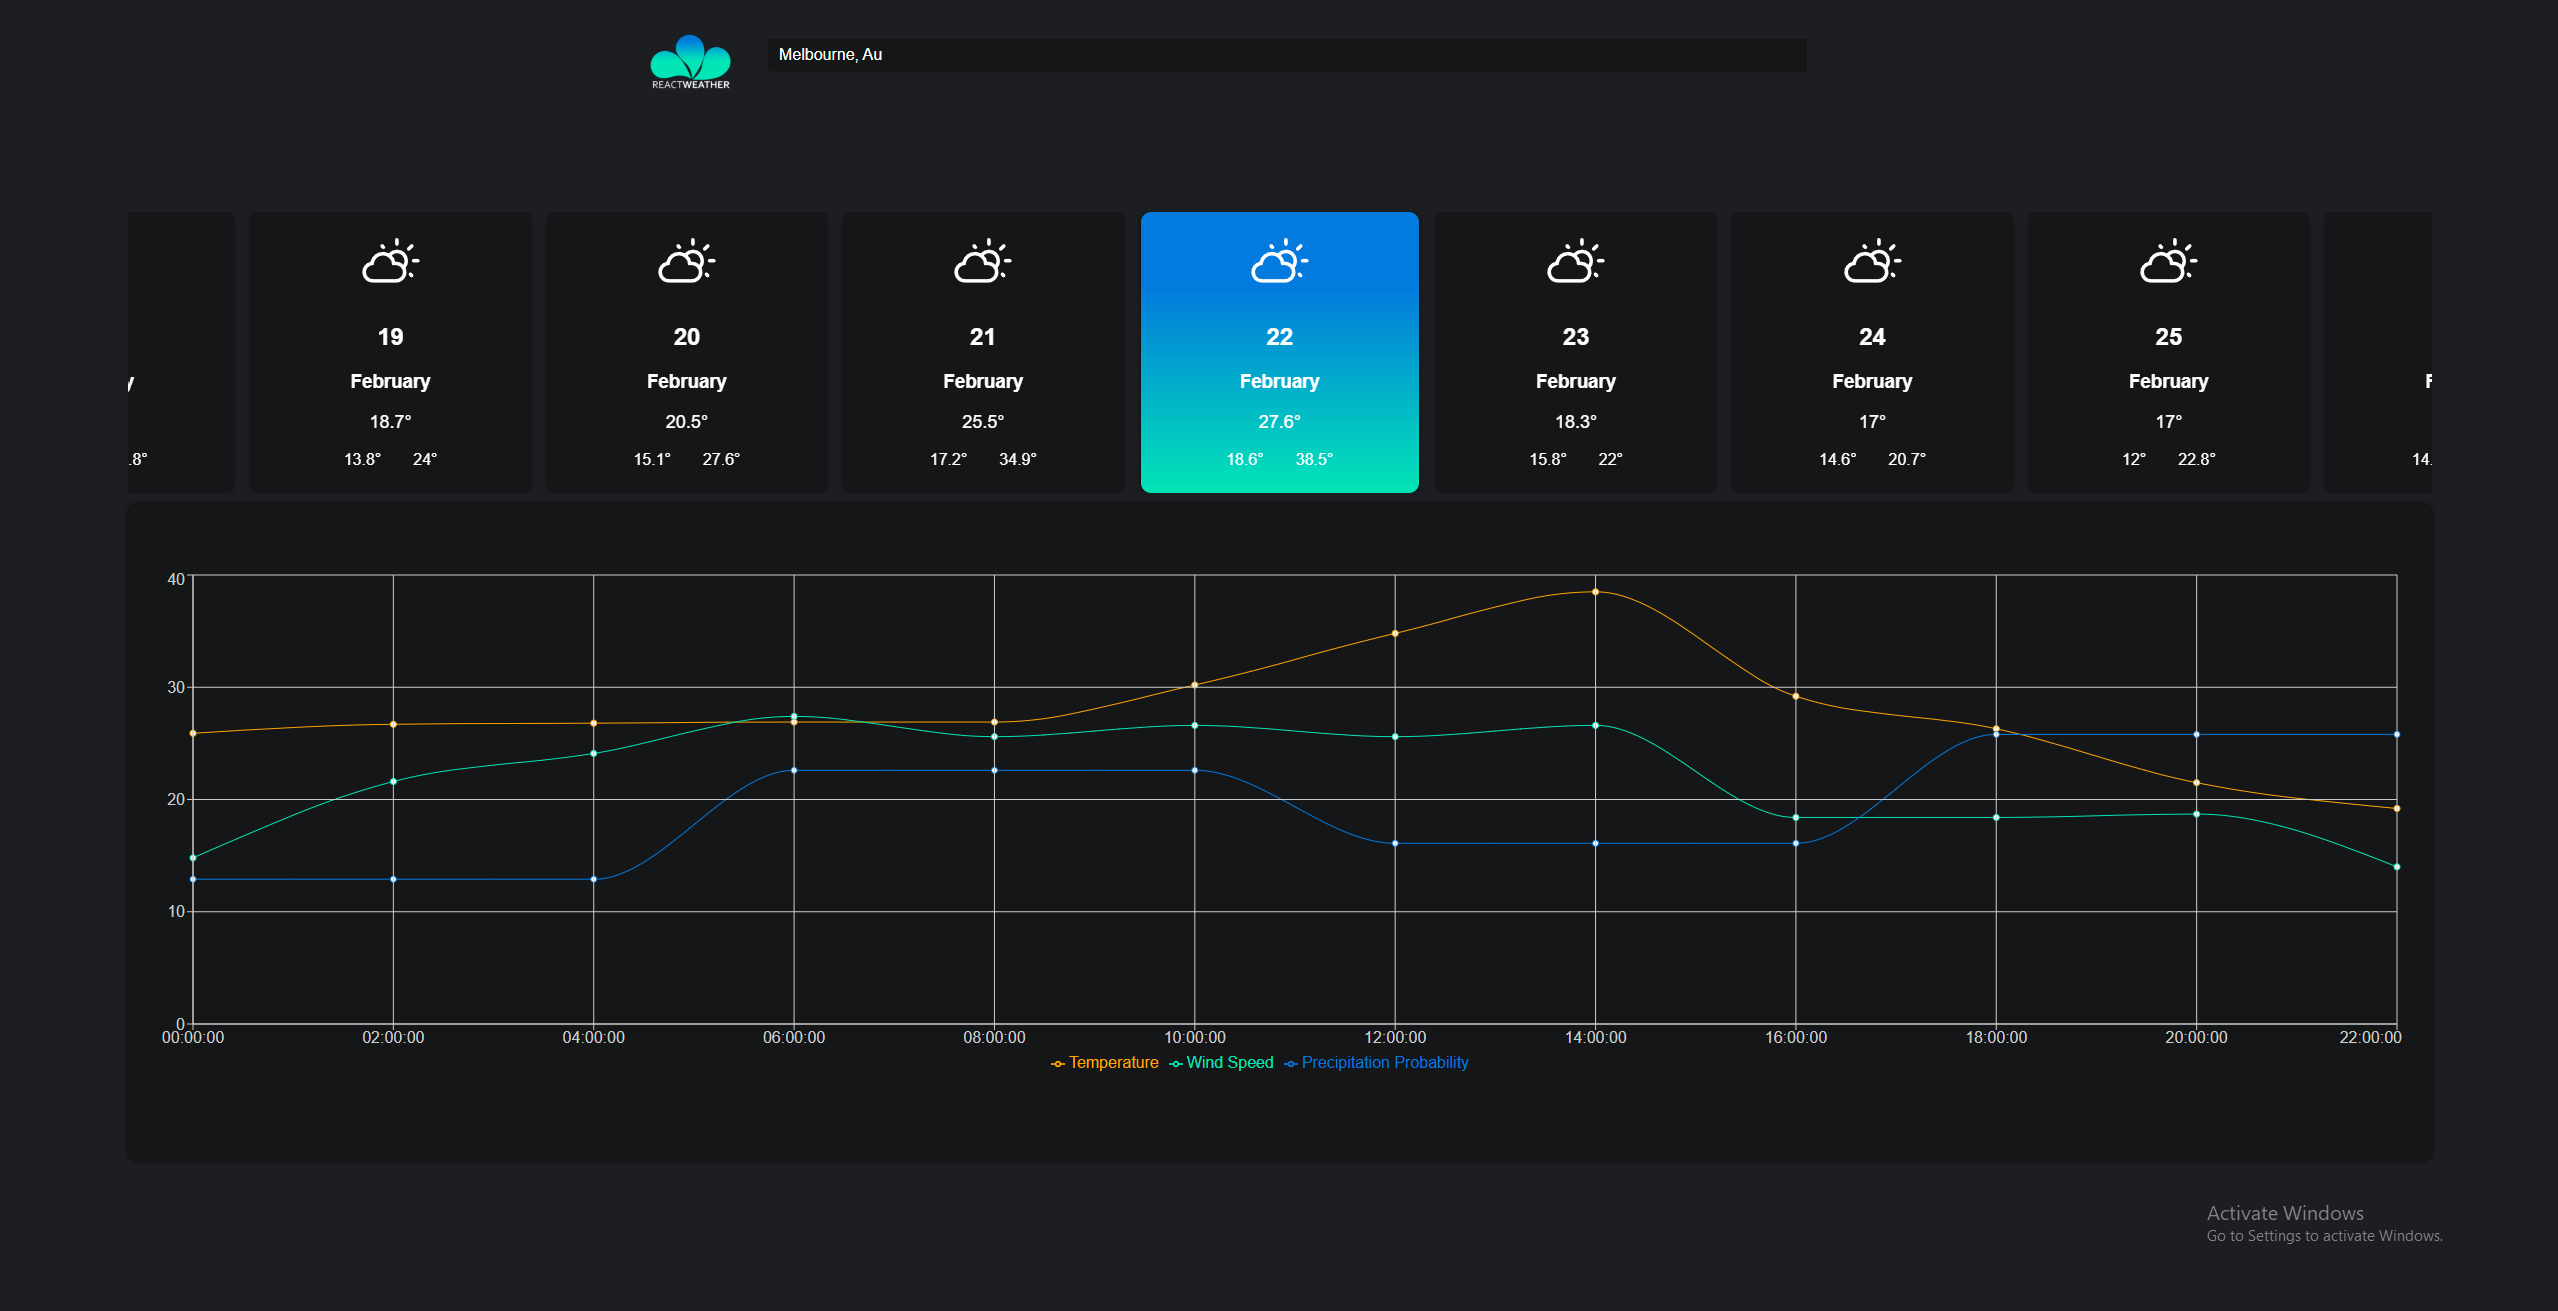 Melbourne, Au
REACTWEATHER
19 20 21 22 23 24 25
February February February February February February February
18.7° 20.5° 25.5° 27.6° 18.3° 17° 17°
13.8° 24° 15.1° 27.6° 17.2° 34.9° 18.6° 38.5° 15.8° 22° 14.6° 20.7° 12° 22.8°
40
30
20
10
0
00:00:00 02:00:00 04:00:00 06:00:00 08:00:00 10:00:00 12:00:00 14:00:00 16:00:00 18:00:00 20:00:00 22:00:00
Temperature Wind Speed Precipitation Probability
Activate Windows
Go to Settings to activate Windows.